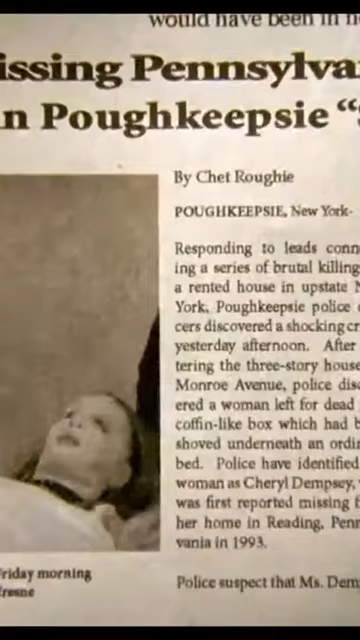 would have been in
issing Pennsylva
n Poughkeepsie “
By Chet Roughie
POUGHKEEPSIE, New York-
Responding to leads conn
ing a series of brutal killing
a rented house in upstate N
York, Poughkeepsie police
cers discovered a shocking cr
yesterday afternoon. After
tering the three-story house
Monroe Avenue, police disc
ered a woman left for dead
coffin-like box which had b
shoved underneath an ordin
bed. Police have identified
woman as Cheryl Dempsey,
was first reported missing f
her home in Reading, Penn
vania in 1993.
Police suspect that Ms. Dem
riday morning
fresne